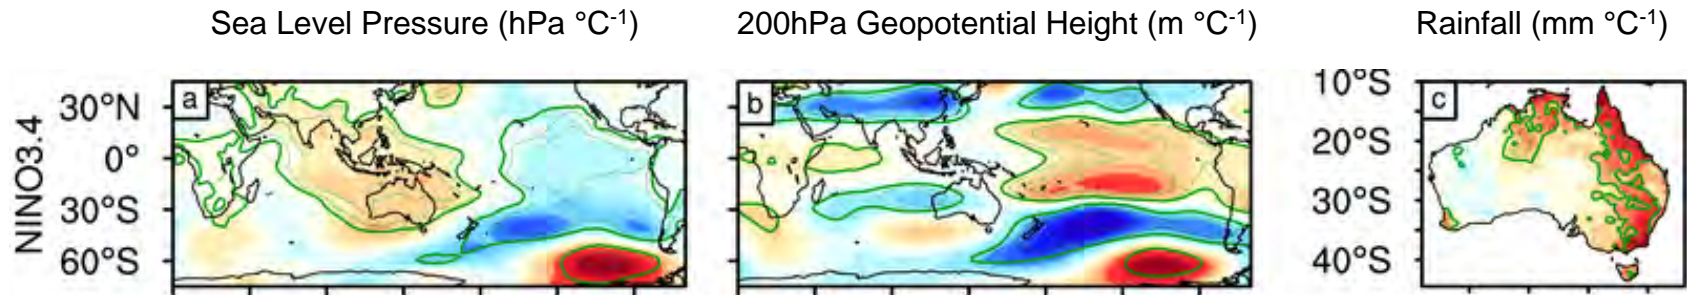 Sea Level Pressure (hPa °C⁻¹) 200hPa Geopotential Height (m °C⁻¹) Rainfall (mm °C⁻¹)
NINO3.4
30°N
0°
30°S
60°S
a
b
10°S
20°S
30°S
40°S
c